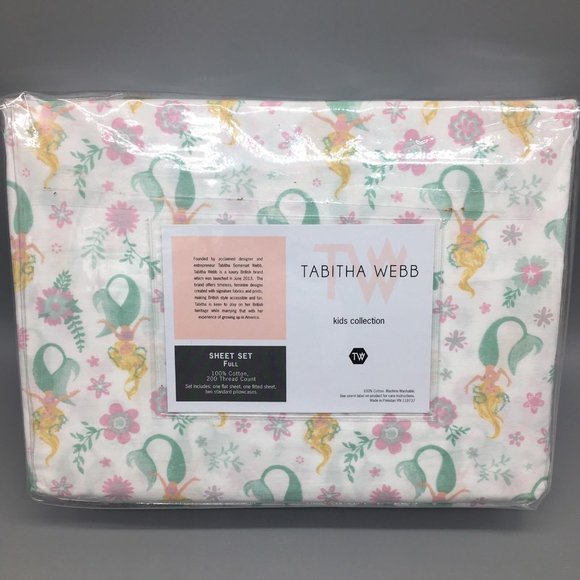 Founded by acclaimed designer and
entrepreneur Tabitha Somerset Webb,
Tabitha Webb is a luxury British brand
which was launched in June 2013. The
brand offers timeless, feminine designs
created with signature fabrics and prints,
making British style accessible and fun.
Tabitha is keen to play on her British
heritage while marrying that with her
experience of growing up in America.
SHEET SET
FULL
100% Cotton,
200 Thread Count
Set includes: one flat sheet, one fitted sheet,
two standard pillowcases.
TW
TABITHA WEBB
kids collection
TW
100% Cotton. Machine Washable.
See onsert label on product for care instructions.
Made in Pakistan